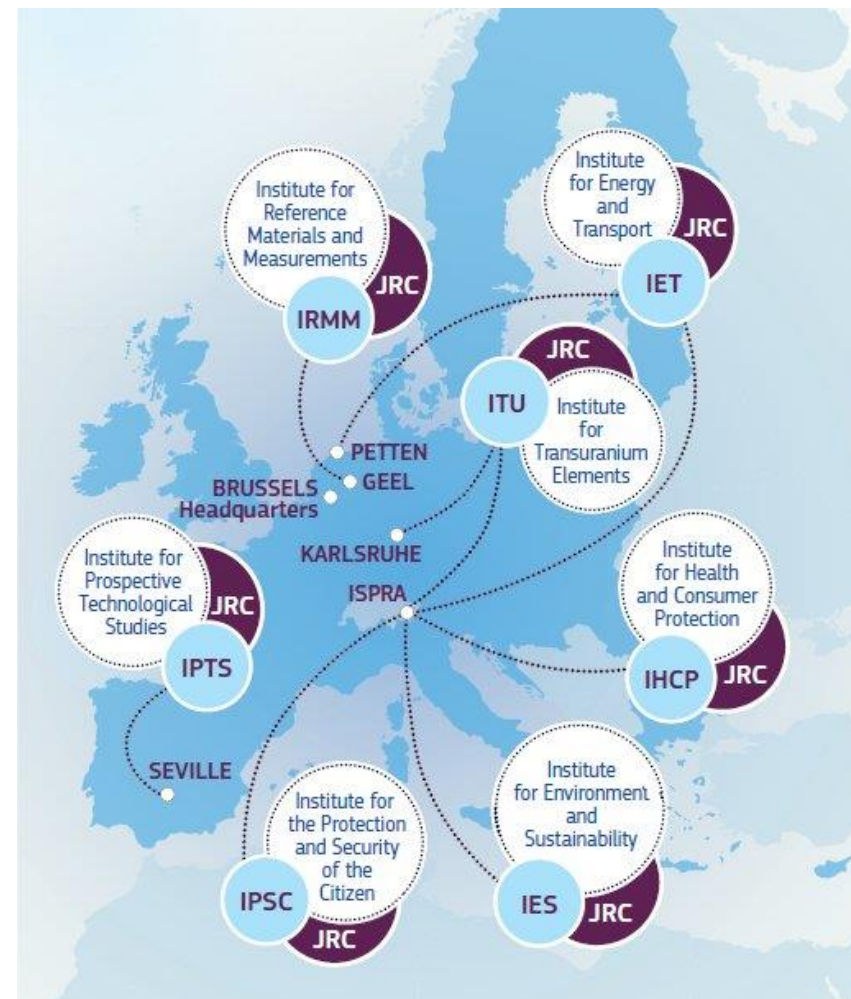 Institute for
Reference
Materials and
Measurements
JRC
IRMM
Institute
for Energy
and
Transport
JRC
IET
JRC
ITU
Institute
for
Transuranium
Elements
PETTEN
GEEL
BRUSSELS
Headquarters
KARLSRUHE
ISPRA
Institute for
Prospective
Technological
Studies
JRC
IPTS
Institute
for Health
and Consumer
Protection
IHCP
JRC
SEVILLE
Institute for
the Protection
and Security
of the
Citizen
IPSC
JRC
Institute
for Environment
and
Sustainability
IES
JRC